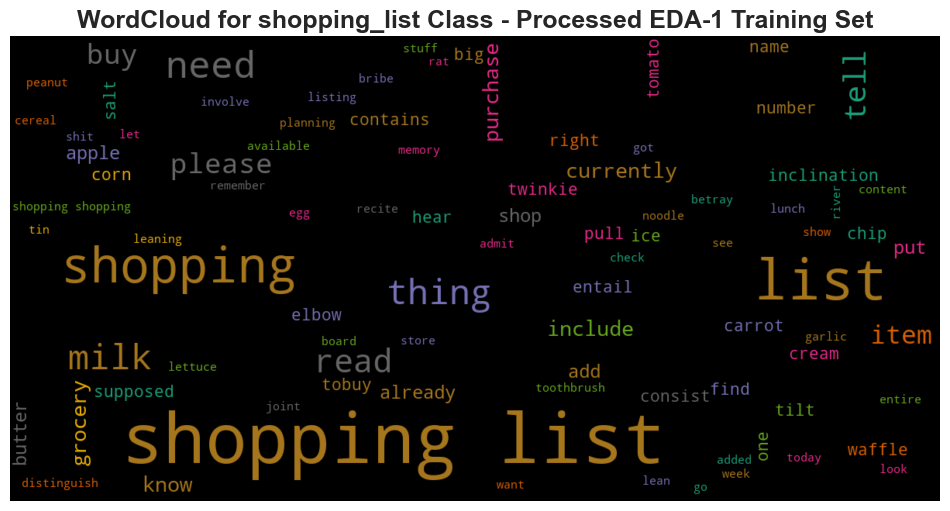 WordCloud for shopping_list Class - Processed EDA-1 Training Set
buy
need
stuff
rat
big
purchase
tomato
name
tell
peanut
salt
involve
bribe
listing
number
cereal
shit
let
planning
contains
right
apple
available
memory
got
corn
please
remember
currently
inclination
twinkie
betray
river
content
shopping shopping
egg
recite
hear
shop
noodle
lunch
tin
leaning
admit
pull
ice
see
show
chip
put
shopping
thing
check
list
entail
elbow
include
carrot
item
milk
lettuce
board
store
read
garlic
cream
tobuy
add
toothbrush
supposed
already
consist
find
entire
butter
grocery
joint
tilt
shopping list
one
waffle
added
today
look
week
distinguish
know
want
lean
go